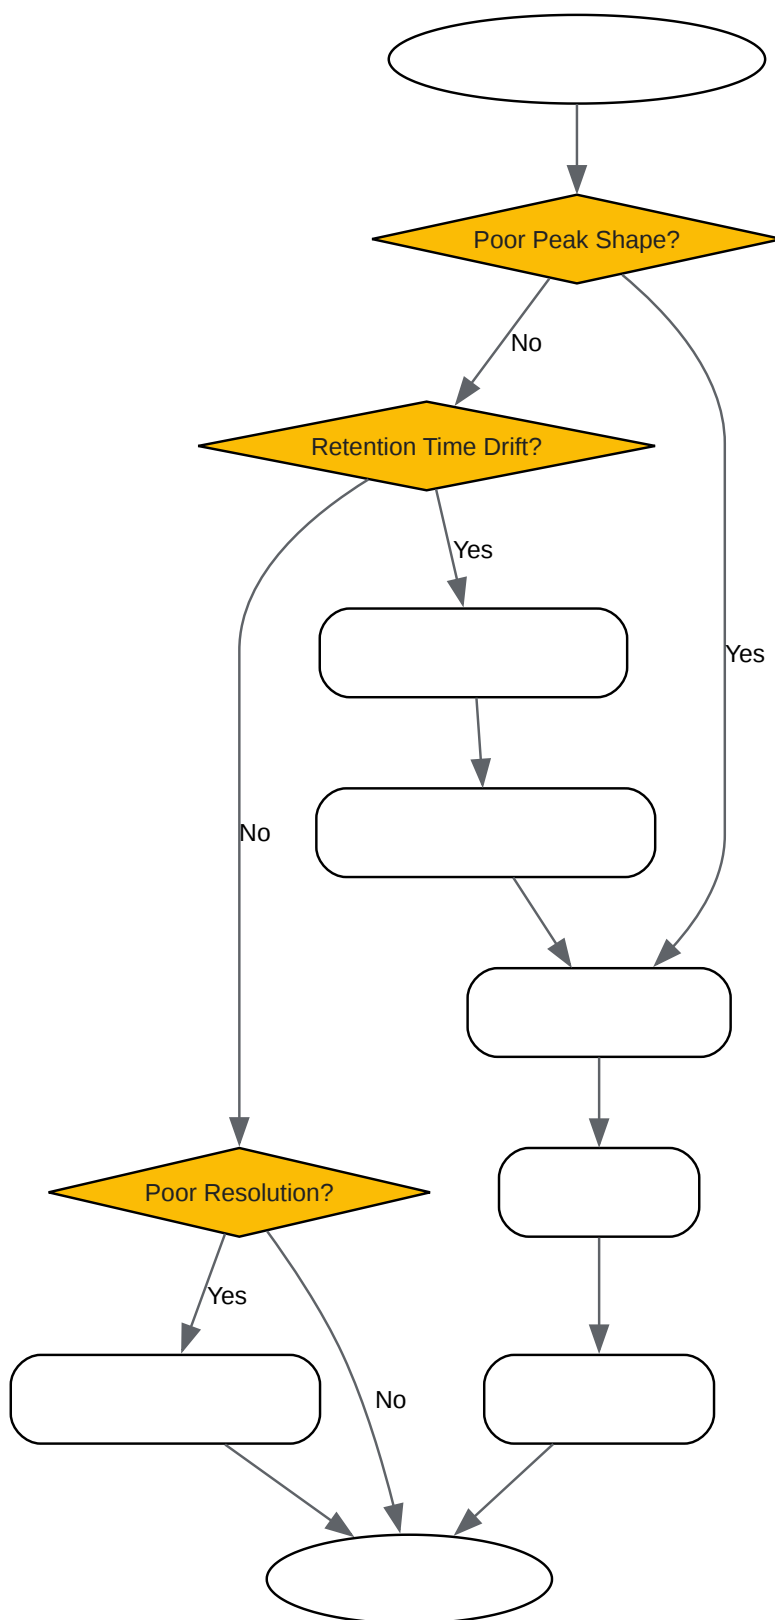 Poor Peak Shape?
No
Retention Time Drift?
Yes
Yes
No
Poor Resolution?
Yes
No